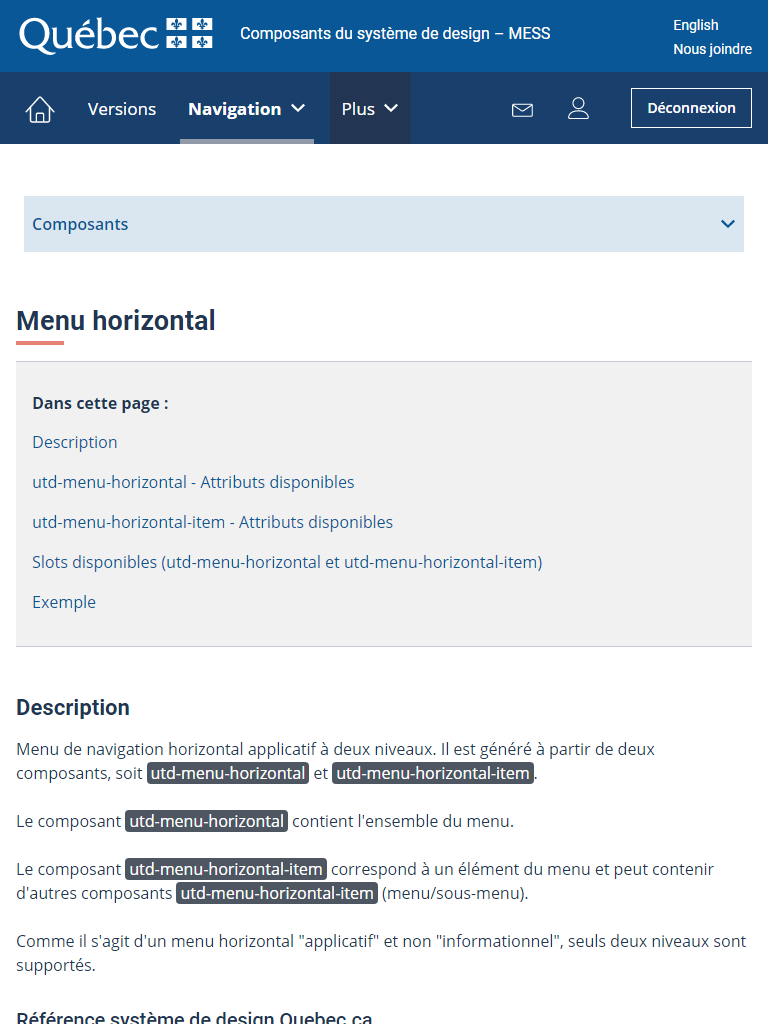 Québec
Composants du système de design – MESS
English
Nous joindre
Versions
Navigation
Plus
Déconnexion
Composants
Menu horizontal
Dans cette page :
Description
utd-menu-horizontal - Attributs disponibles
utd-menu-horizontal-item - Attributs disponibles
Slots disponibles (utd-menu-horizontal et utd-menu-horizontal-item)
Exemple
Description
Menu de navigation horizontal applicatif à deux niveaux. Il est généré à partir de deux
composants, soit utd-menu-horizontal et utd-menu-horizontal-item.
Le composant utd-menu-horizontal contient l'ensemble du menu.
Le composant utd-menu-horizontal-item correspond à un élément du menu et peut contenir
d'autres composants utd-menu-horizontal-item (menu/sous-menu).
Comme il s'agit d'un menu horizontal "applicatif" et non "informationnel", seuls deux niveaux sont
supportés.
Référence système de design Quebec.ca